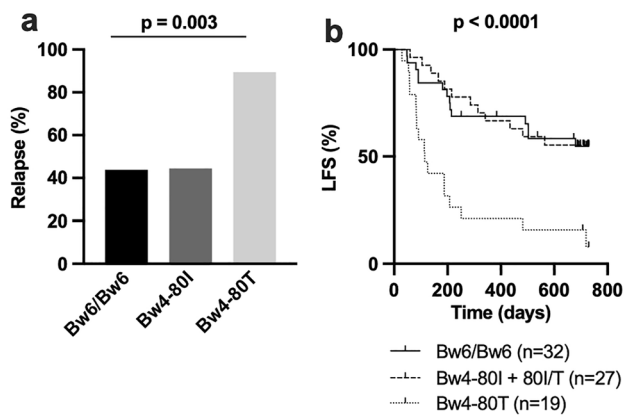 a
p = 0.003
Relapse (%)
100
80
60
40
20
0
Bw6/Bw6
Bw4-80I
Bw4-80T
b
p < 0.0001
LFS (%)
100
50
0
0 200 400 600 800
Time (days)
Bw6/Bw6 (n=32)
Bw4-80I + 80I/T (n=27)
Bw4-80T (n=19)